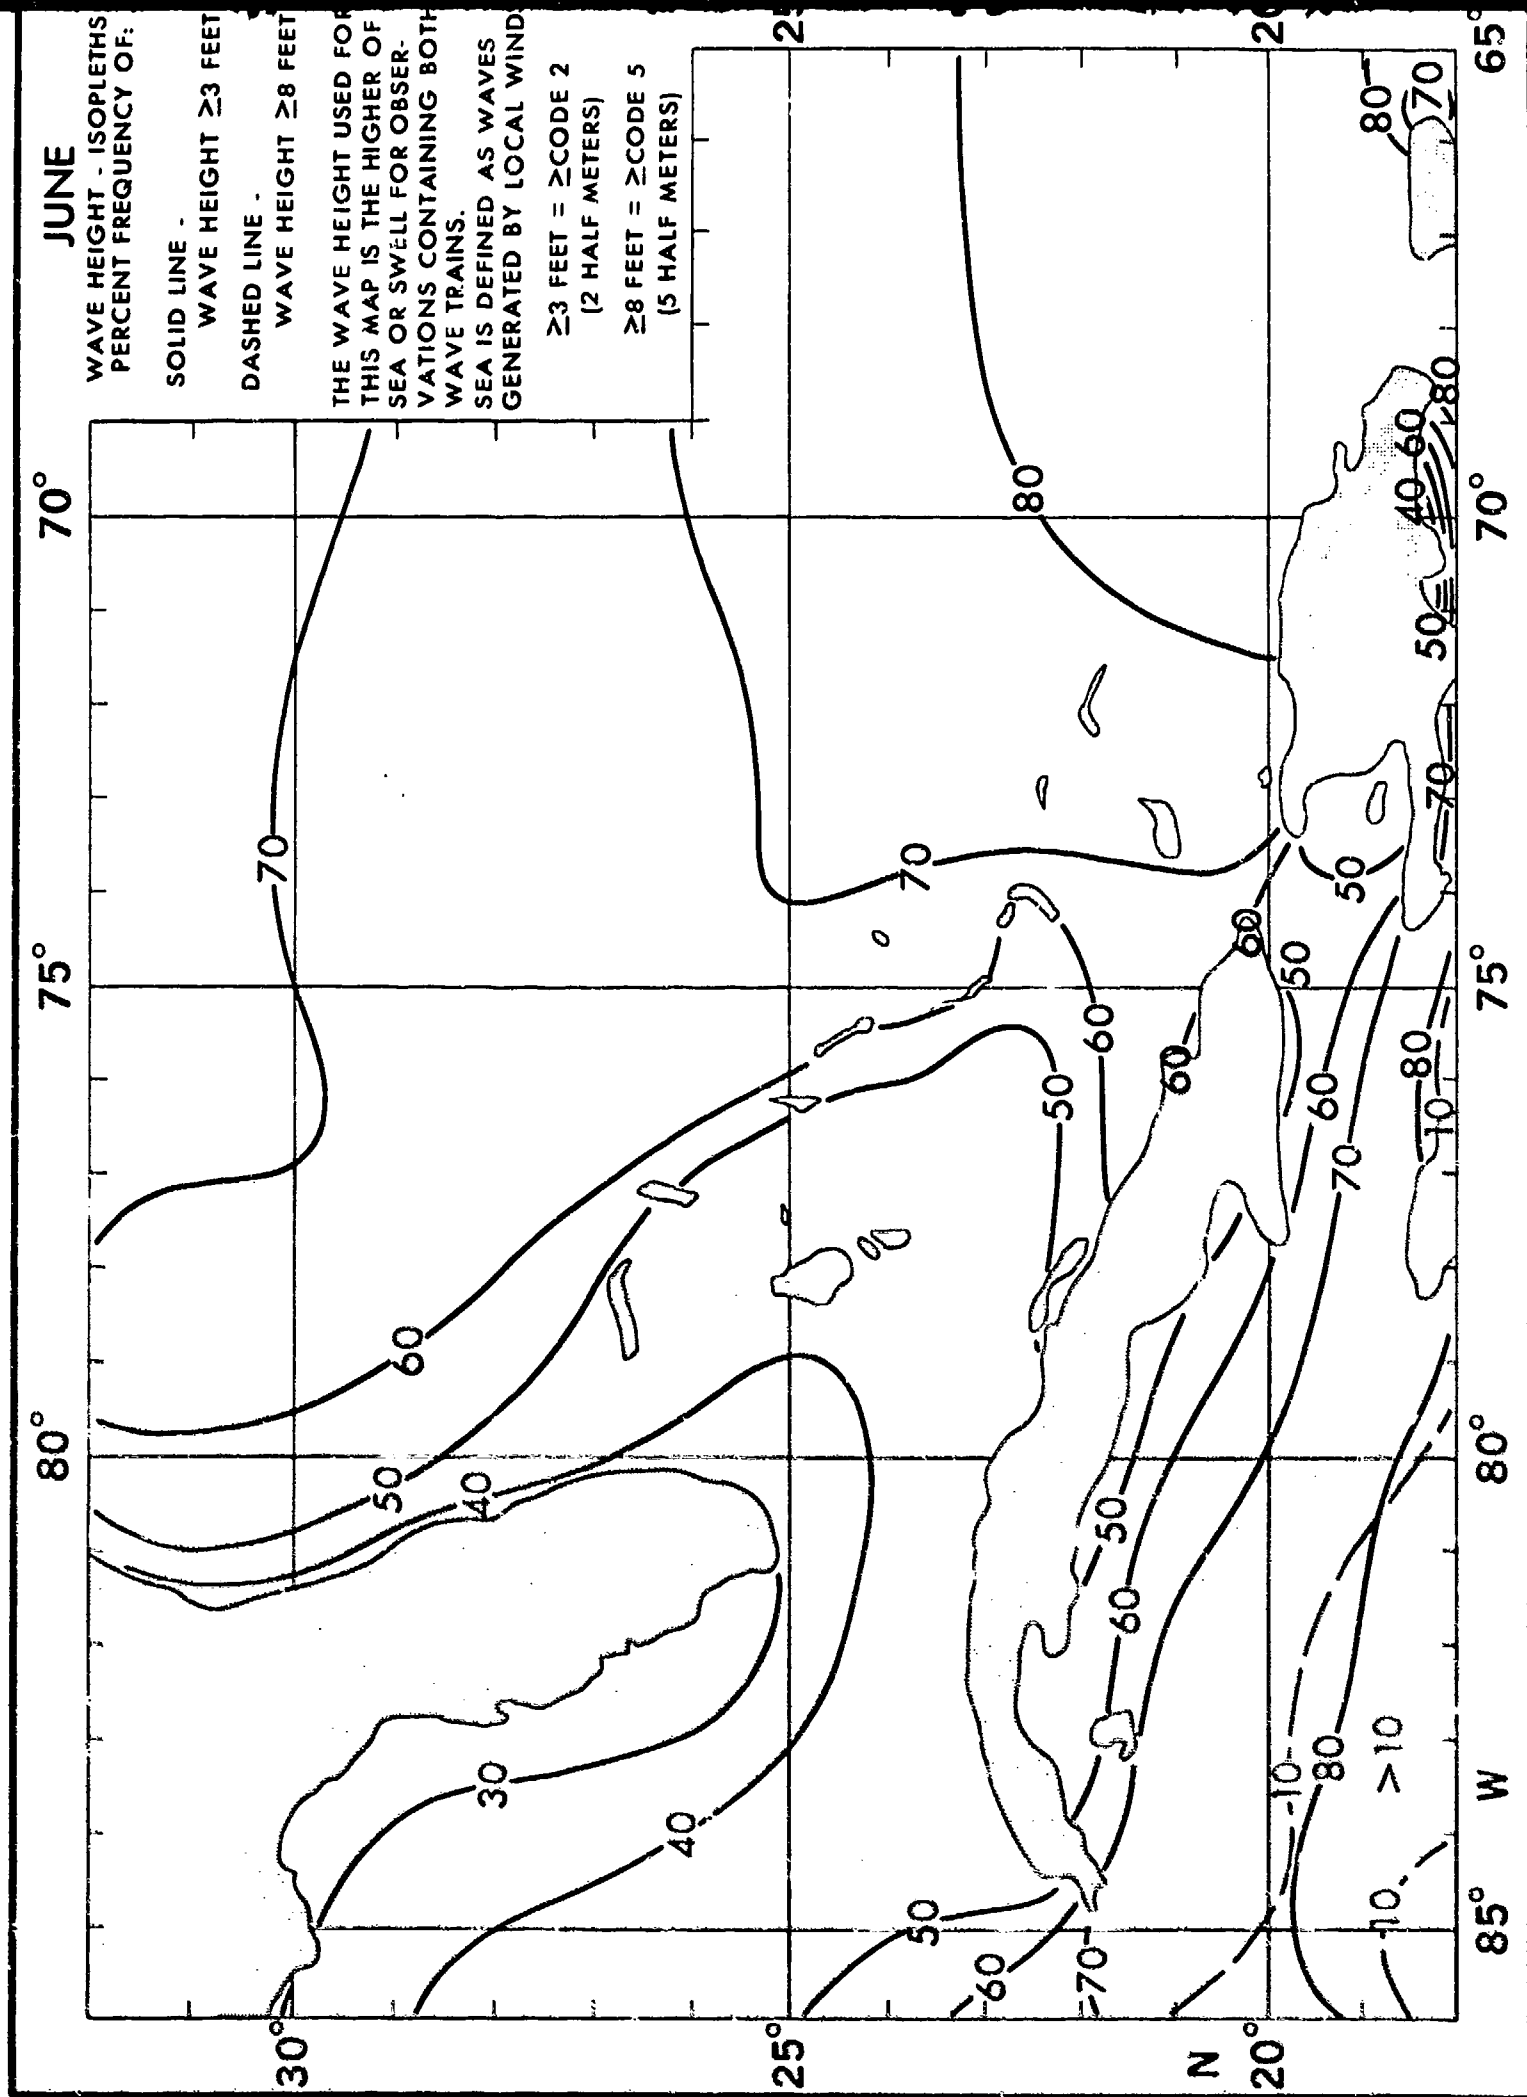 JUNE
WAVE HEIGHT - ISOPLETHS
PERCENT FREQUENCY OF:
SOLID LINE -
WAVE HEIGHT ≥3 FEET
DASHED LINE -
WAVE HEIGHT ≥8 FEET
THE WAVE HEIGHT USED FOR
THIS MAP IS THE HIGHER OF
SEA OR SWELL FOR OBSER-
VATIONS CONTAINING BOTH
WAVE TRAINS.
SEA IS DEFINED AS WAVES
GENERATED BY LOCAL WIND
≥3 FEET = ≥CODE 2
(2 HALF METERS)
≥8 FEET = ≥CODE 5
(5 HALF METERS)
80° 75° 70°
30°
25°
N
20°
85° W 80° 75° 70° 65°
70
60
50
40
30
40
50
60
70
80
70
50
60
60
60
50
50
60
70
80
10
50
60
10
80
>10
10
70
50
40
60
80
80
70